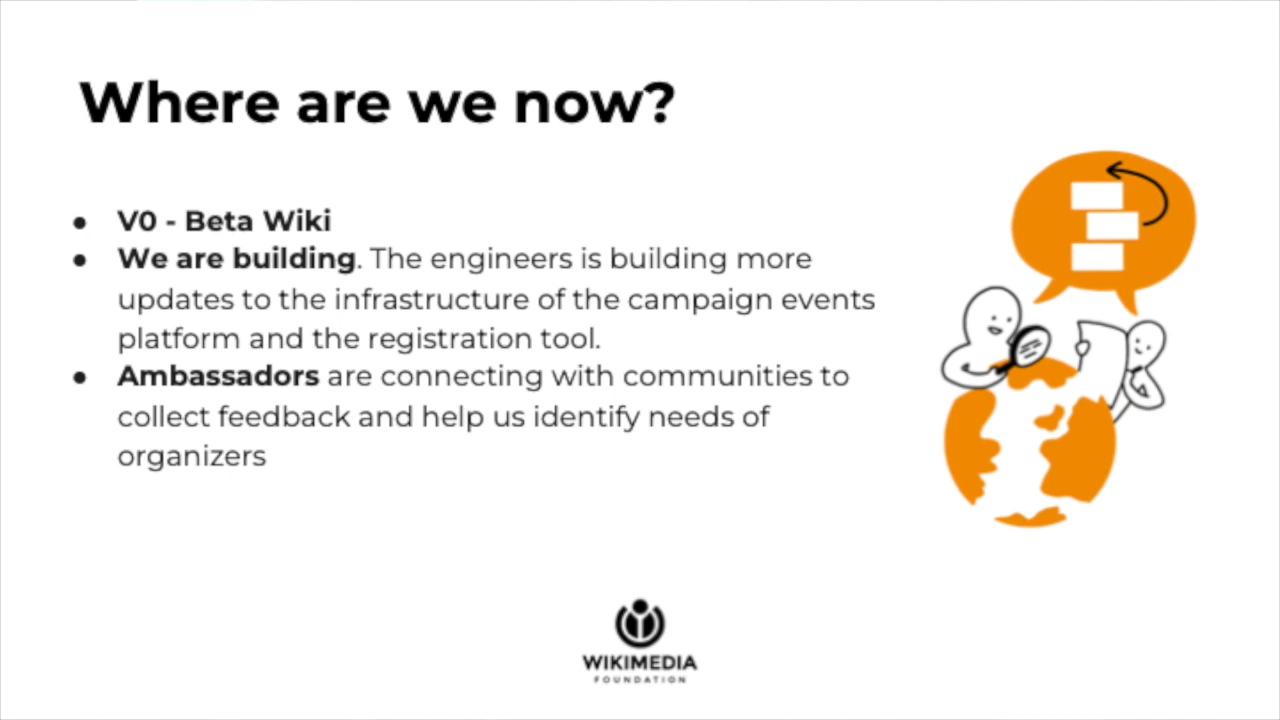 Where are we now?
● V0 - Beta Wiki
● We are building. The engineers is building more
updates to the infrastructure of the campaign events
platform and the registration tool.
● Ambassadors are connecting with communities to
collect feedback and help us identify needs of
organizers
WIKIMEDIA
FOUNDATION